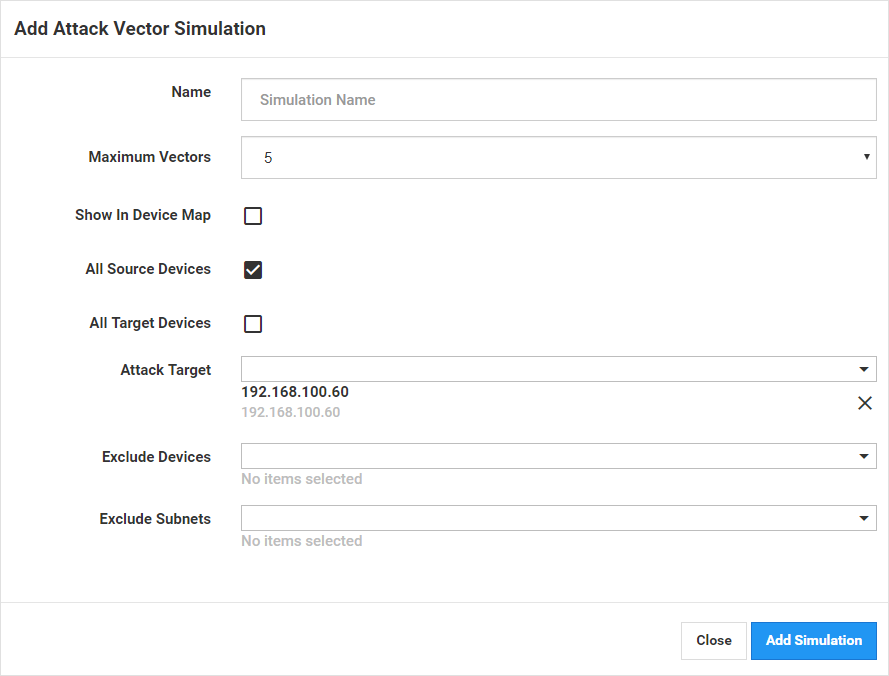 Add Attack Vector Simulation
Name
Simulation Name
Maximum Vectors
5
Show In Device Map
All Source Devices
All Target Devices
Attack Target
192.168.100.60
192.168.100.60
Exclude Devices
No items selected
Exclude Subnets
No items selected
Close
Add Simulation